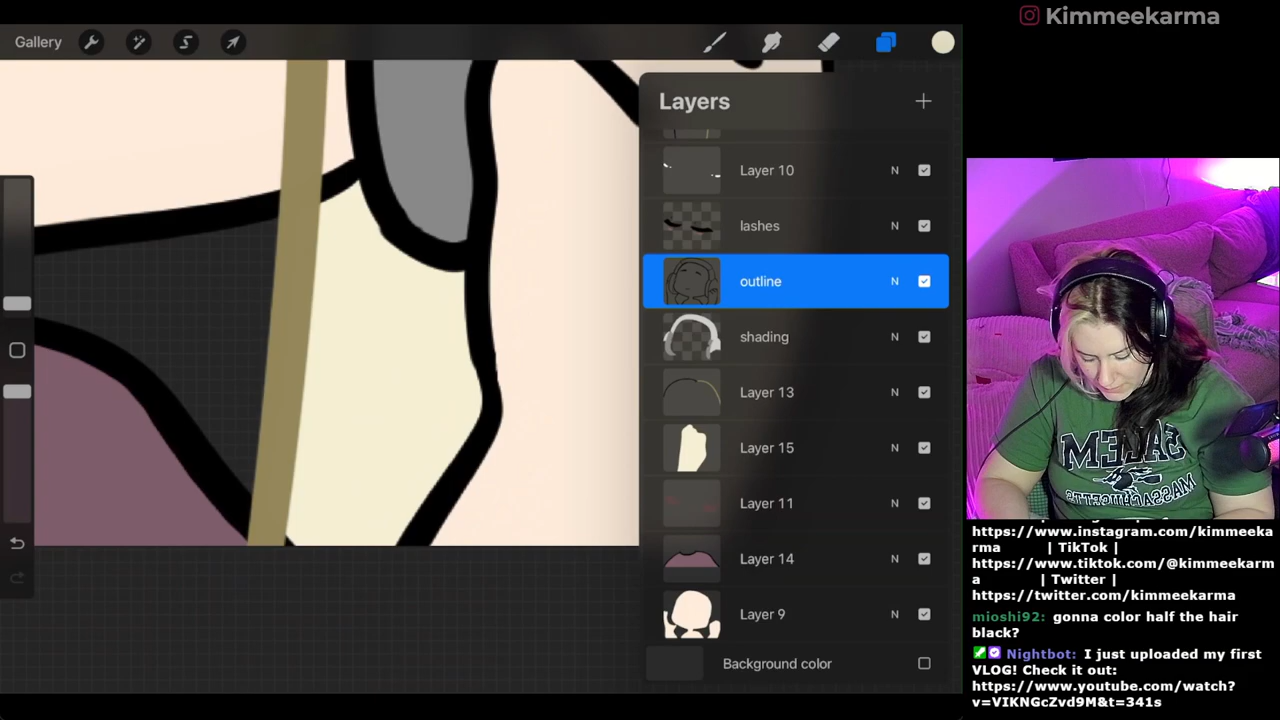 Kimmeekarma
Gallery
Layers
Layer 10 N
lashes N
outline N
shading N
Layer 13 N
Layer 15 N
Layer 11 N
Layer 14 N
Layer 9 N
Background color
SALEM
MASSACHUSETTS
https://www.instagram.com/kimmeeka
rma | TikTok |
https://www.tiktok.com/@kimmeekarm
a | Twitter |
https://twitter.com/kimmeekarma
mioshi92: gonna color half the hair
black?
Nightbot: I just uploaded my first
VLOG! Check it out:
https://www.youtube.com/watch?
v=VIKNGcZvd9M&t=341s